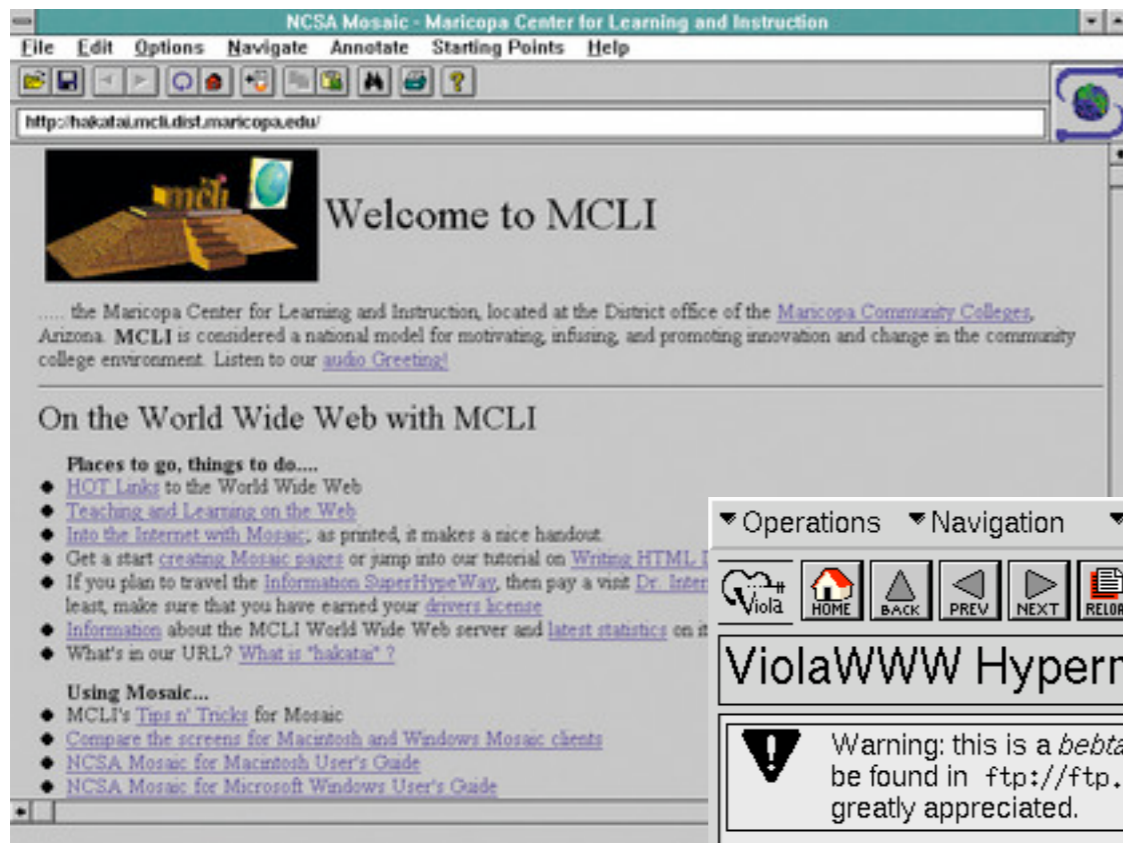 NCSA Mosaic - Maricopa Center for Learning and Instruction
File Edit Options Navigate Annotate Starting Points Help
http://hakatai.mcli.dist.maricopa.edu/
mcli
Welcome to MCLI
..... the Maricopa Center for Learning and Instruction, located at the District office of the Maricopa Community Colleges,
Arizona. MCLI is considered a national model for motivating, infusing, and promoting innovation and change in the community
college environment. Listen to our audio Greeting!
On the World Wide Web with MCLI
Places to go, things to do....
HOT Links to the World Wide Web
Teaching and Learning on the Web
Into the Internet with Mosaic; as printed, it makes a nice handout.
Get a start creating Mosaic pages or jump into our tutorial on Writing HTML
If you plan to travel the Information SuperHypeWay, then pay a visit Dr. Inter
least, make sure that you have earned your drivers license
Information about the MCLI World Wide Web server and latest statistics on it
What's in our URL? What is "hakatai" ?
Using Mosaic...
MCLI's Tips n' Tricks for Mosaic
Compare the screens for Macintosh and Windows Mosaic clients
NCSA Mosaic for Macintosh User's Guide
NCSA Mosaic for Microsoft Windows User's Guide
Operations Navigation
Viola HOME BACK PREV NEXT RELOA
ViolaWWW Hyperm
Warning: this is a bebta
be found in ftp://ftp.
greatly appreciated.